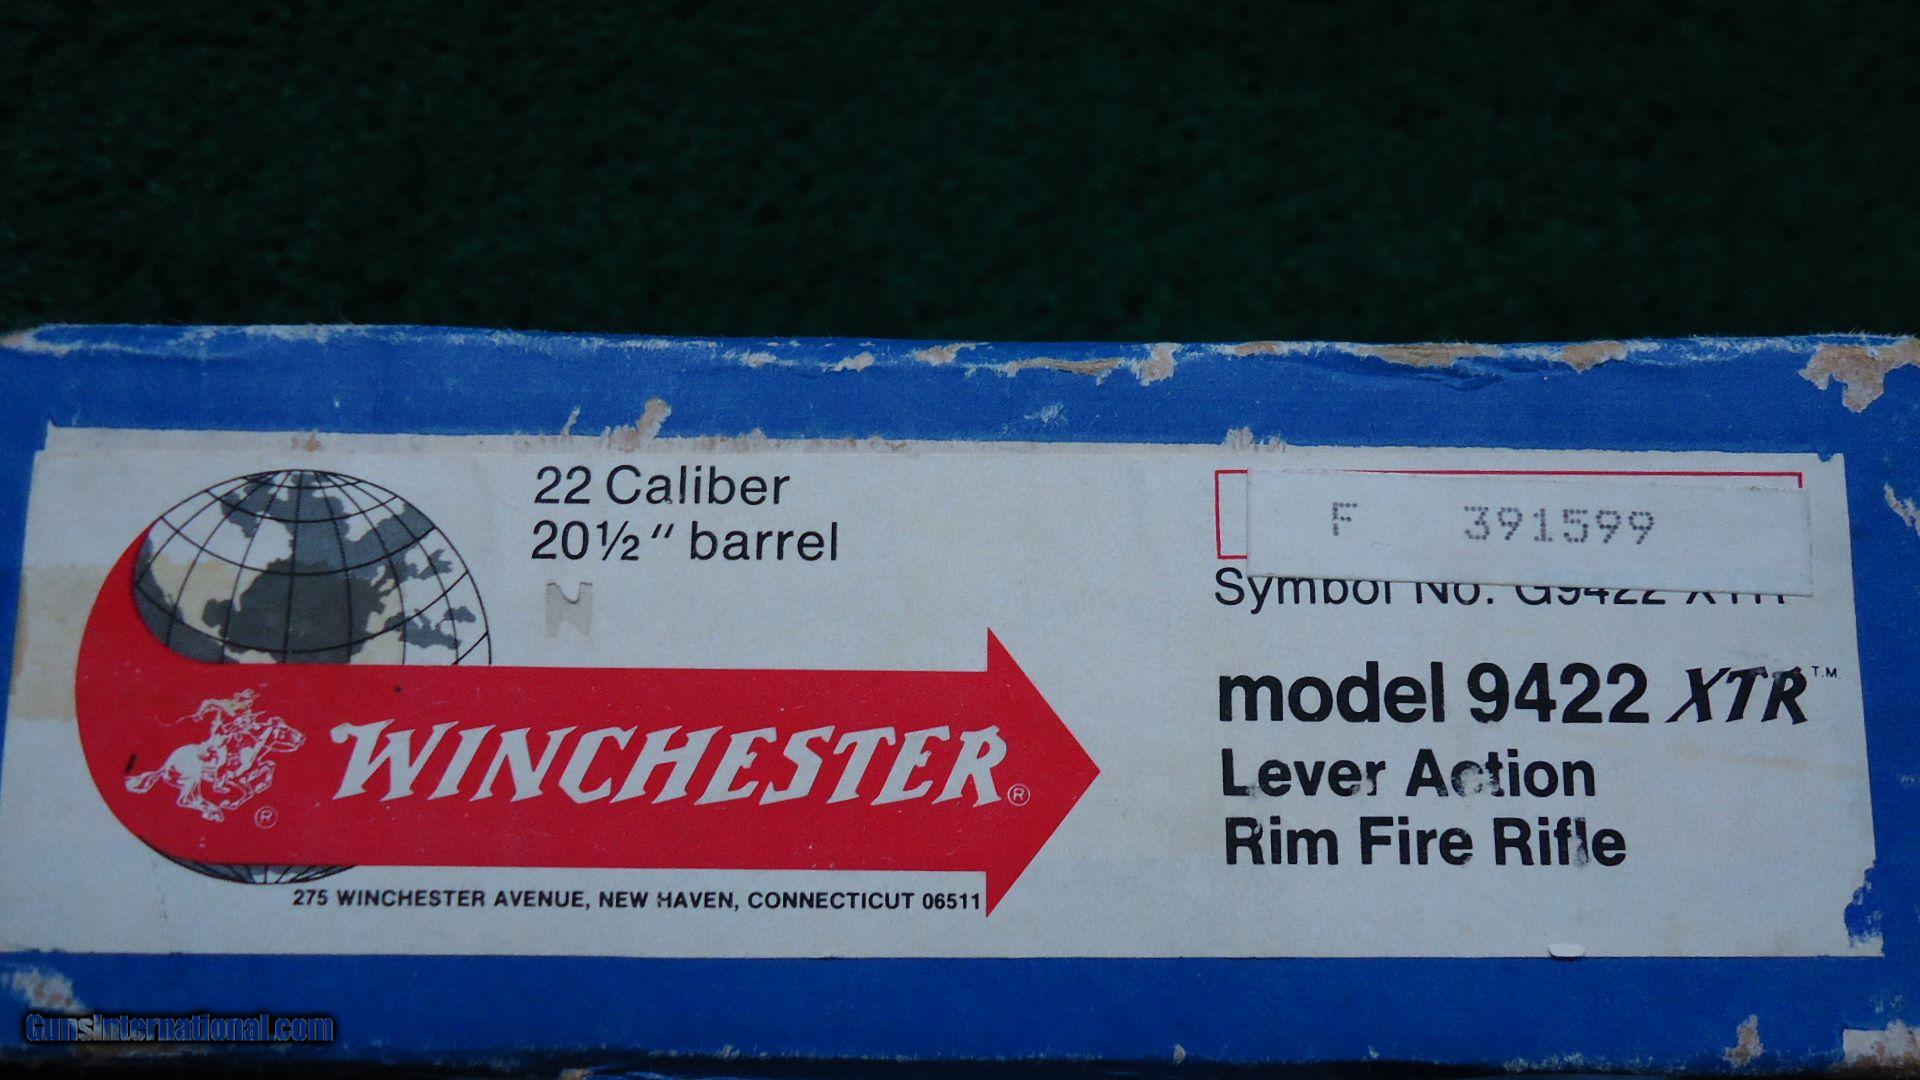 22 Caliber
20½" barrel
N
F 391599
Symbol No. G9422 XTR
model 9422 XTR™
Lever Action
Rim Fire Rifle
WINCHESTER®
®
275 WINCHESTER AVENUE, NEW HAVEN, CONNECTICUT 06511
GunsInternational.com